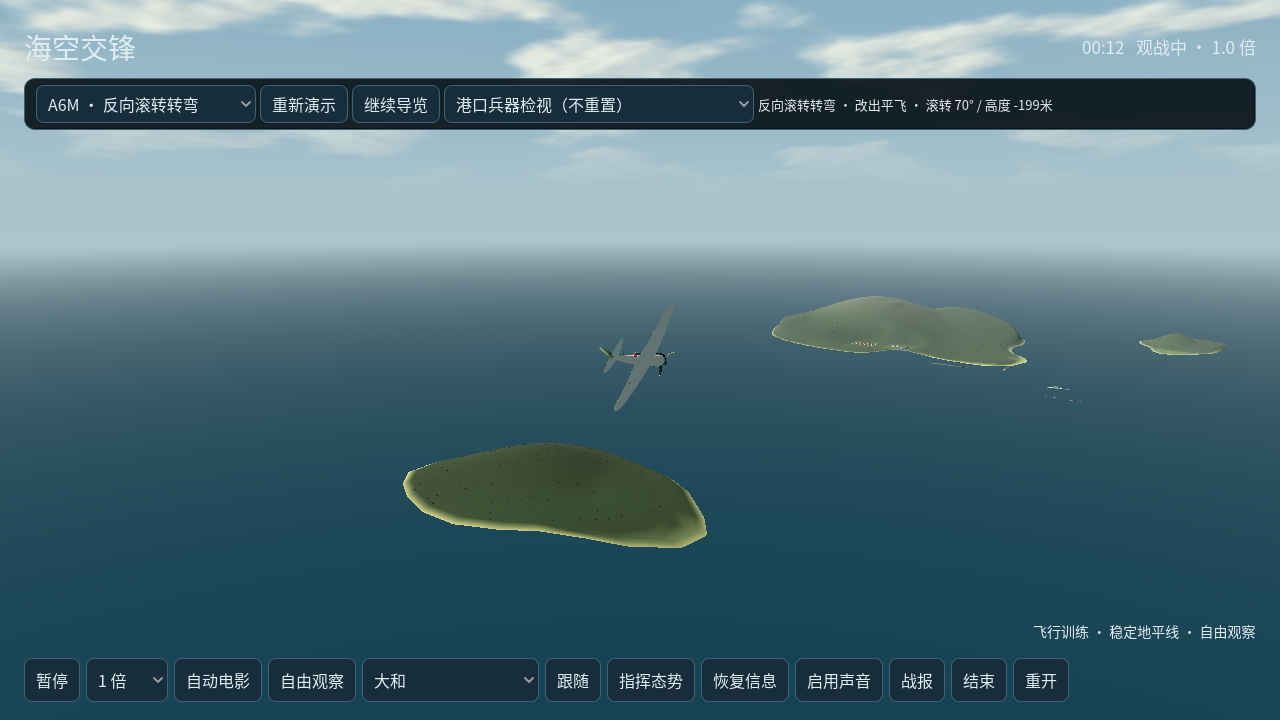 海空交锋
00:12 观战中 · 1.0 倍
A6M · 反向滚转转弯 重新演示 继续导览 港口兵器检视（不重置） 反向滚转转弯 · 改出平飞 · 滚转 70° / 高度 -199米
飞行训练 · 稳定地平线 · 自由观察
暂停 1 倍 自动电影 自由观察 大和 跟随 指挥态势 恢复信息 启用声音 战报 结束 重开